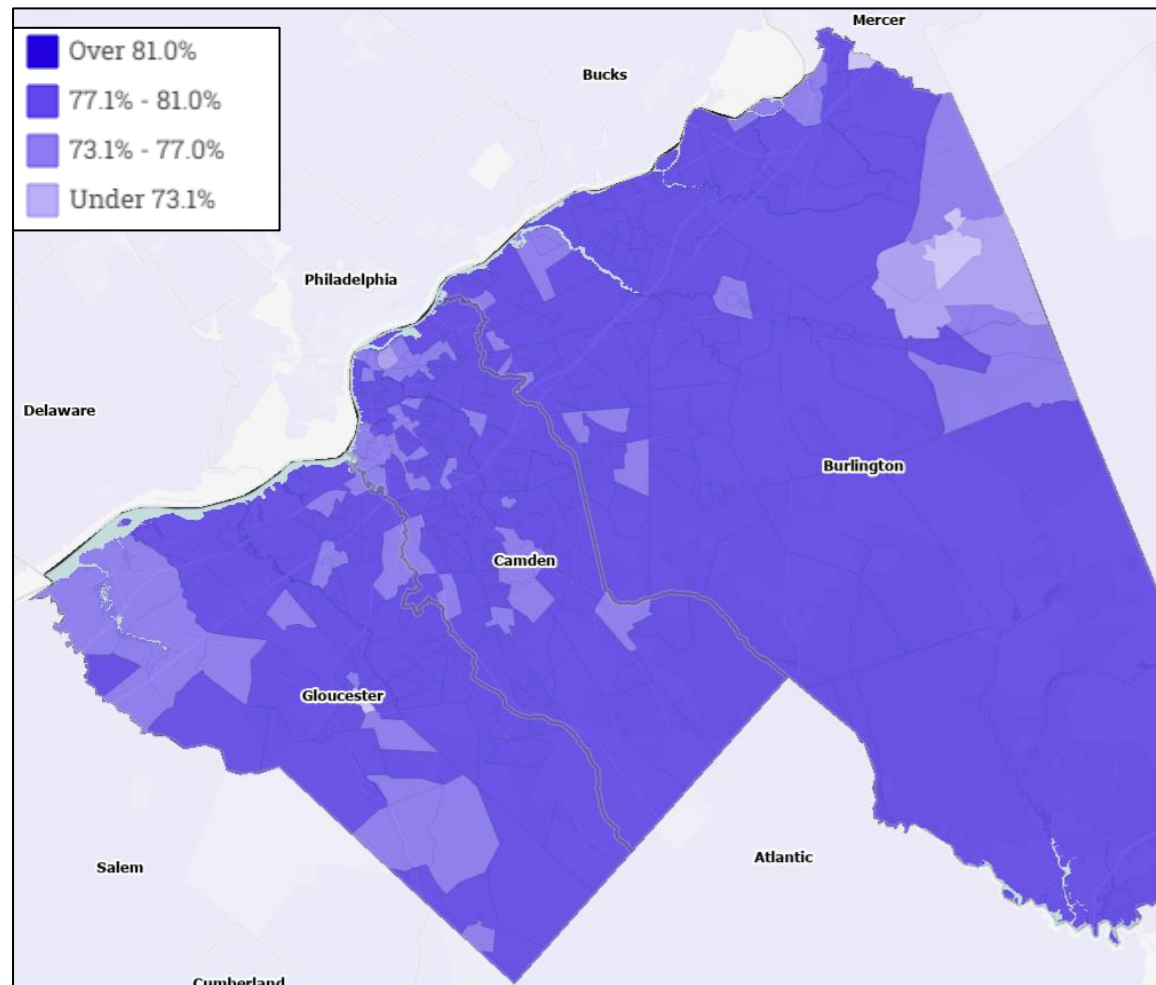 Over 81.0%
77.1% - 81.0%
73.1% - 77.0%
Under 73.1%
Mercer
Bucks
Philadelphia
Delaware
Burlington
Camden
Gloucester
Salem
Atlantic
Cumberland